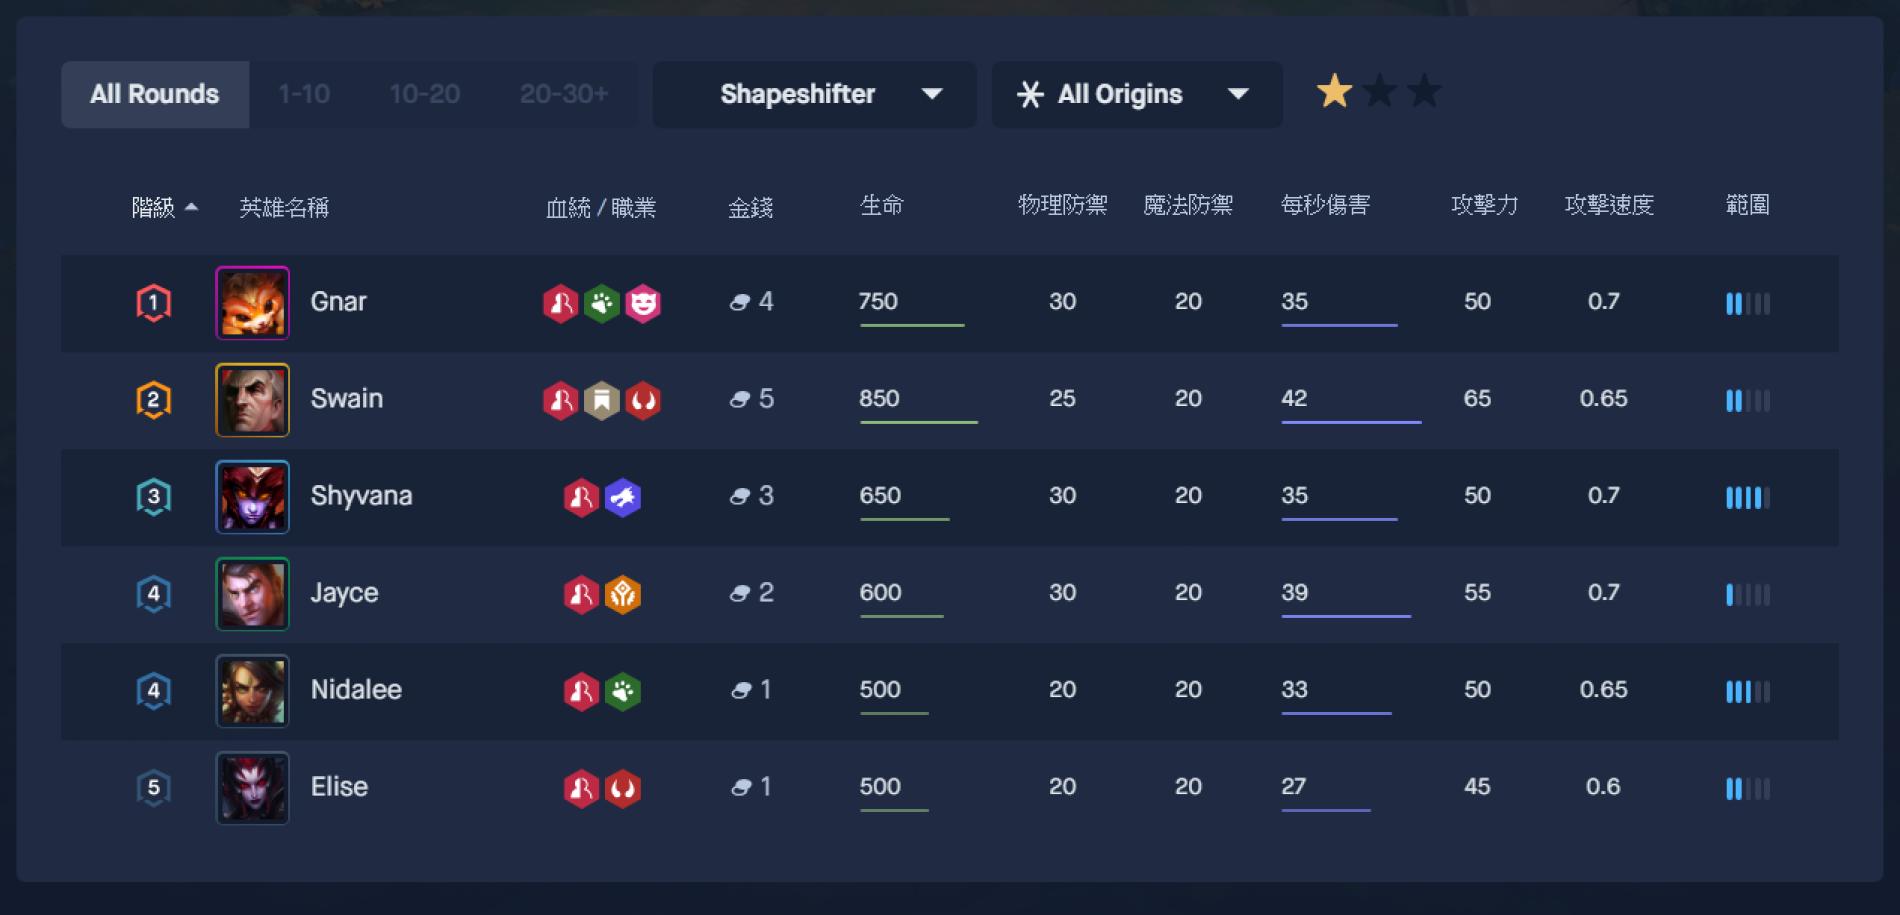 All Rounds 1-10 10-20 20-30+ Shapeshifter All Origins
階級 英雄名稱 血統 / 職業 金錢 生命 物理防禦 魔法防禦 每秒傷害 攻擊力 攻擊速度 範圍
1 Gnar 4 750 30 20 35 50 0.7
2 Swain 5 850 25 20 42 65 0.65
3 Shyvana 3 650 30 20 35 50 0.7
4 Jayce 2 600 30 20 39 55 0.7
4 Nidalee 1 500 20 20 33 50 0.65
5 Elise 1 500 20 20 27 45 0.6